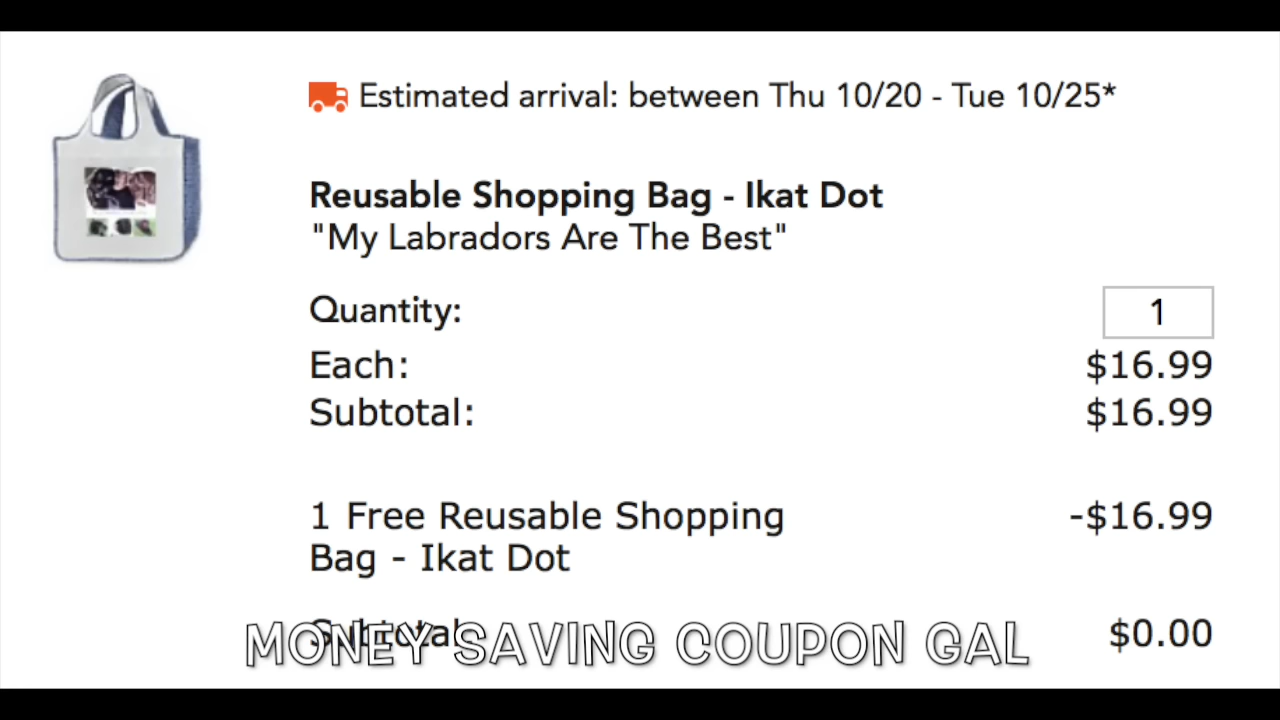 Estimated arrival: between Thu 10/20 - Tue 10/25*
Reusable Shopping Bag - Ikat Dot
"My Labradors Are The Best"
Quantity: 1
Each: $16.99
Subtotal: $16.99
1 Free Reusable Shopping -$16.99
Bag - Ikat Dot
Subtotal $0.00
MONEY SAVING COUPON GAL